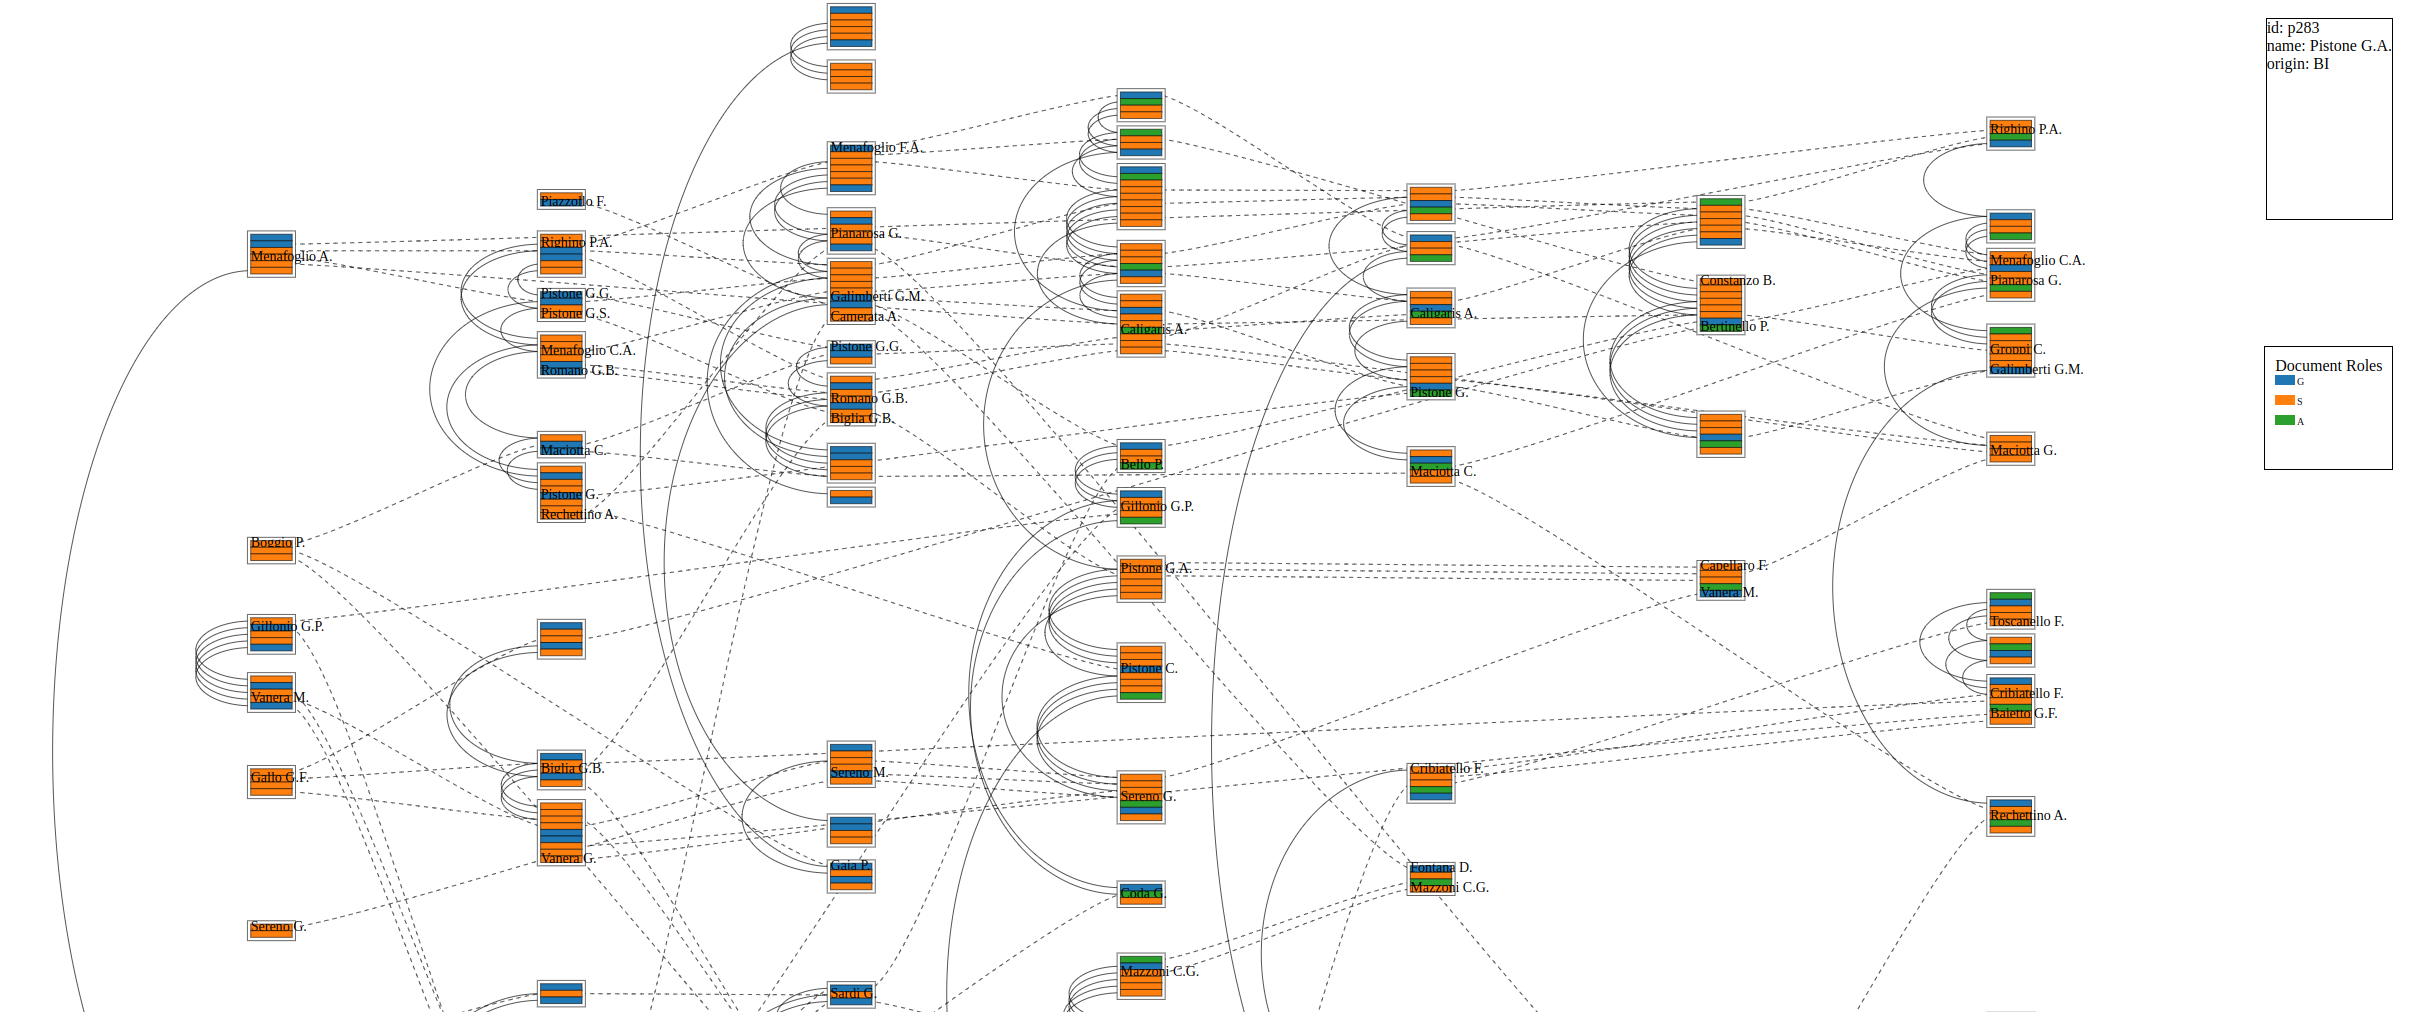 id: p283
name: Pistone G.A.
origin: BI
Document Roles
G
S
A
Menafoglio A.
Boggio P.
Gillonio G.P.
Vanera M.
Gallo G.F.
Sereno G.
Piazzollo F.
Righino P.A.
Pistone G.G.
Pistone G.S.
Menafoglio C.A.
Romano G.B.
Maciotta C.
Pistone G.
Rechettino A.
Biglia G.B.
Vanera G.
Menafoglio F.A.
Planarosa G.
Galimberti G.M.
Camerata A.
Pistone G.G.
Romano G.B.
Biglia G.B.
Sereno M.
Gaia P.
Sardi G.
Caligaris A.
Bello P.
Gillonio G.P.
Pistone G.A.
Pistone C.
Sereno G.
Coda G.
Mazzoni C.G.
Caligaris A.
Pistone G.
Maciotta C.
Cribiatello F.
Fontana D.
Mazzoni C.G.
Constanzo B.
Bertinello P.
Capellaro F.
Vanera M.
Righino P.A.
Menafoglio C.A.
Planarosa G.
Groppi C.
Galimberti G.M.
Maciotta G.
Toscanello F.
Cribiatello F.
Baietto G.F.
Rechettino A.